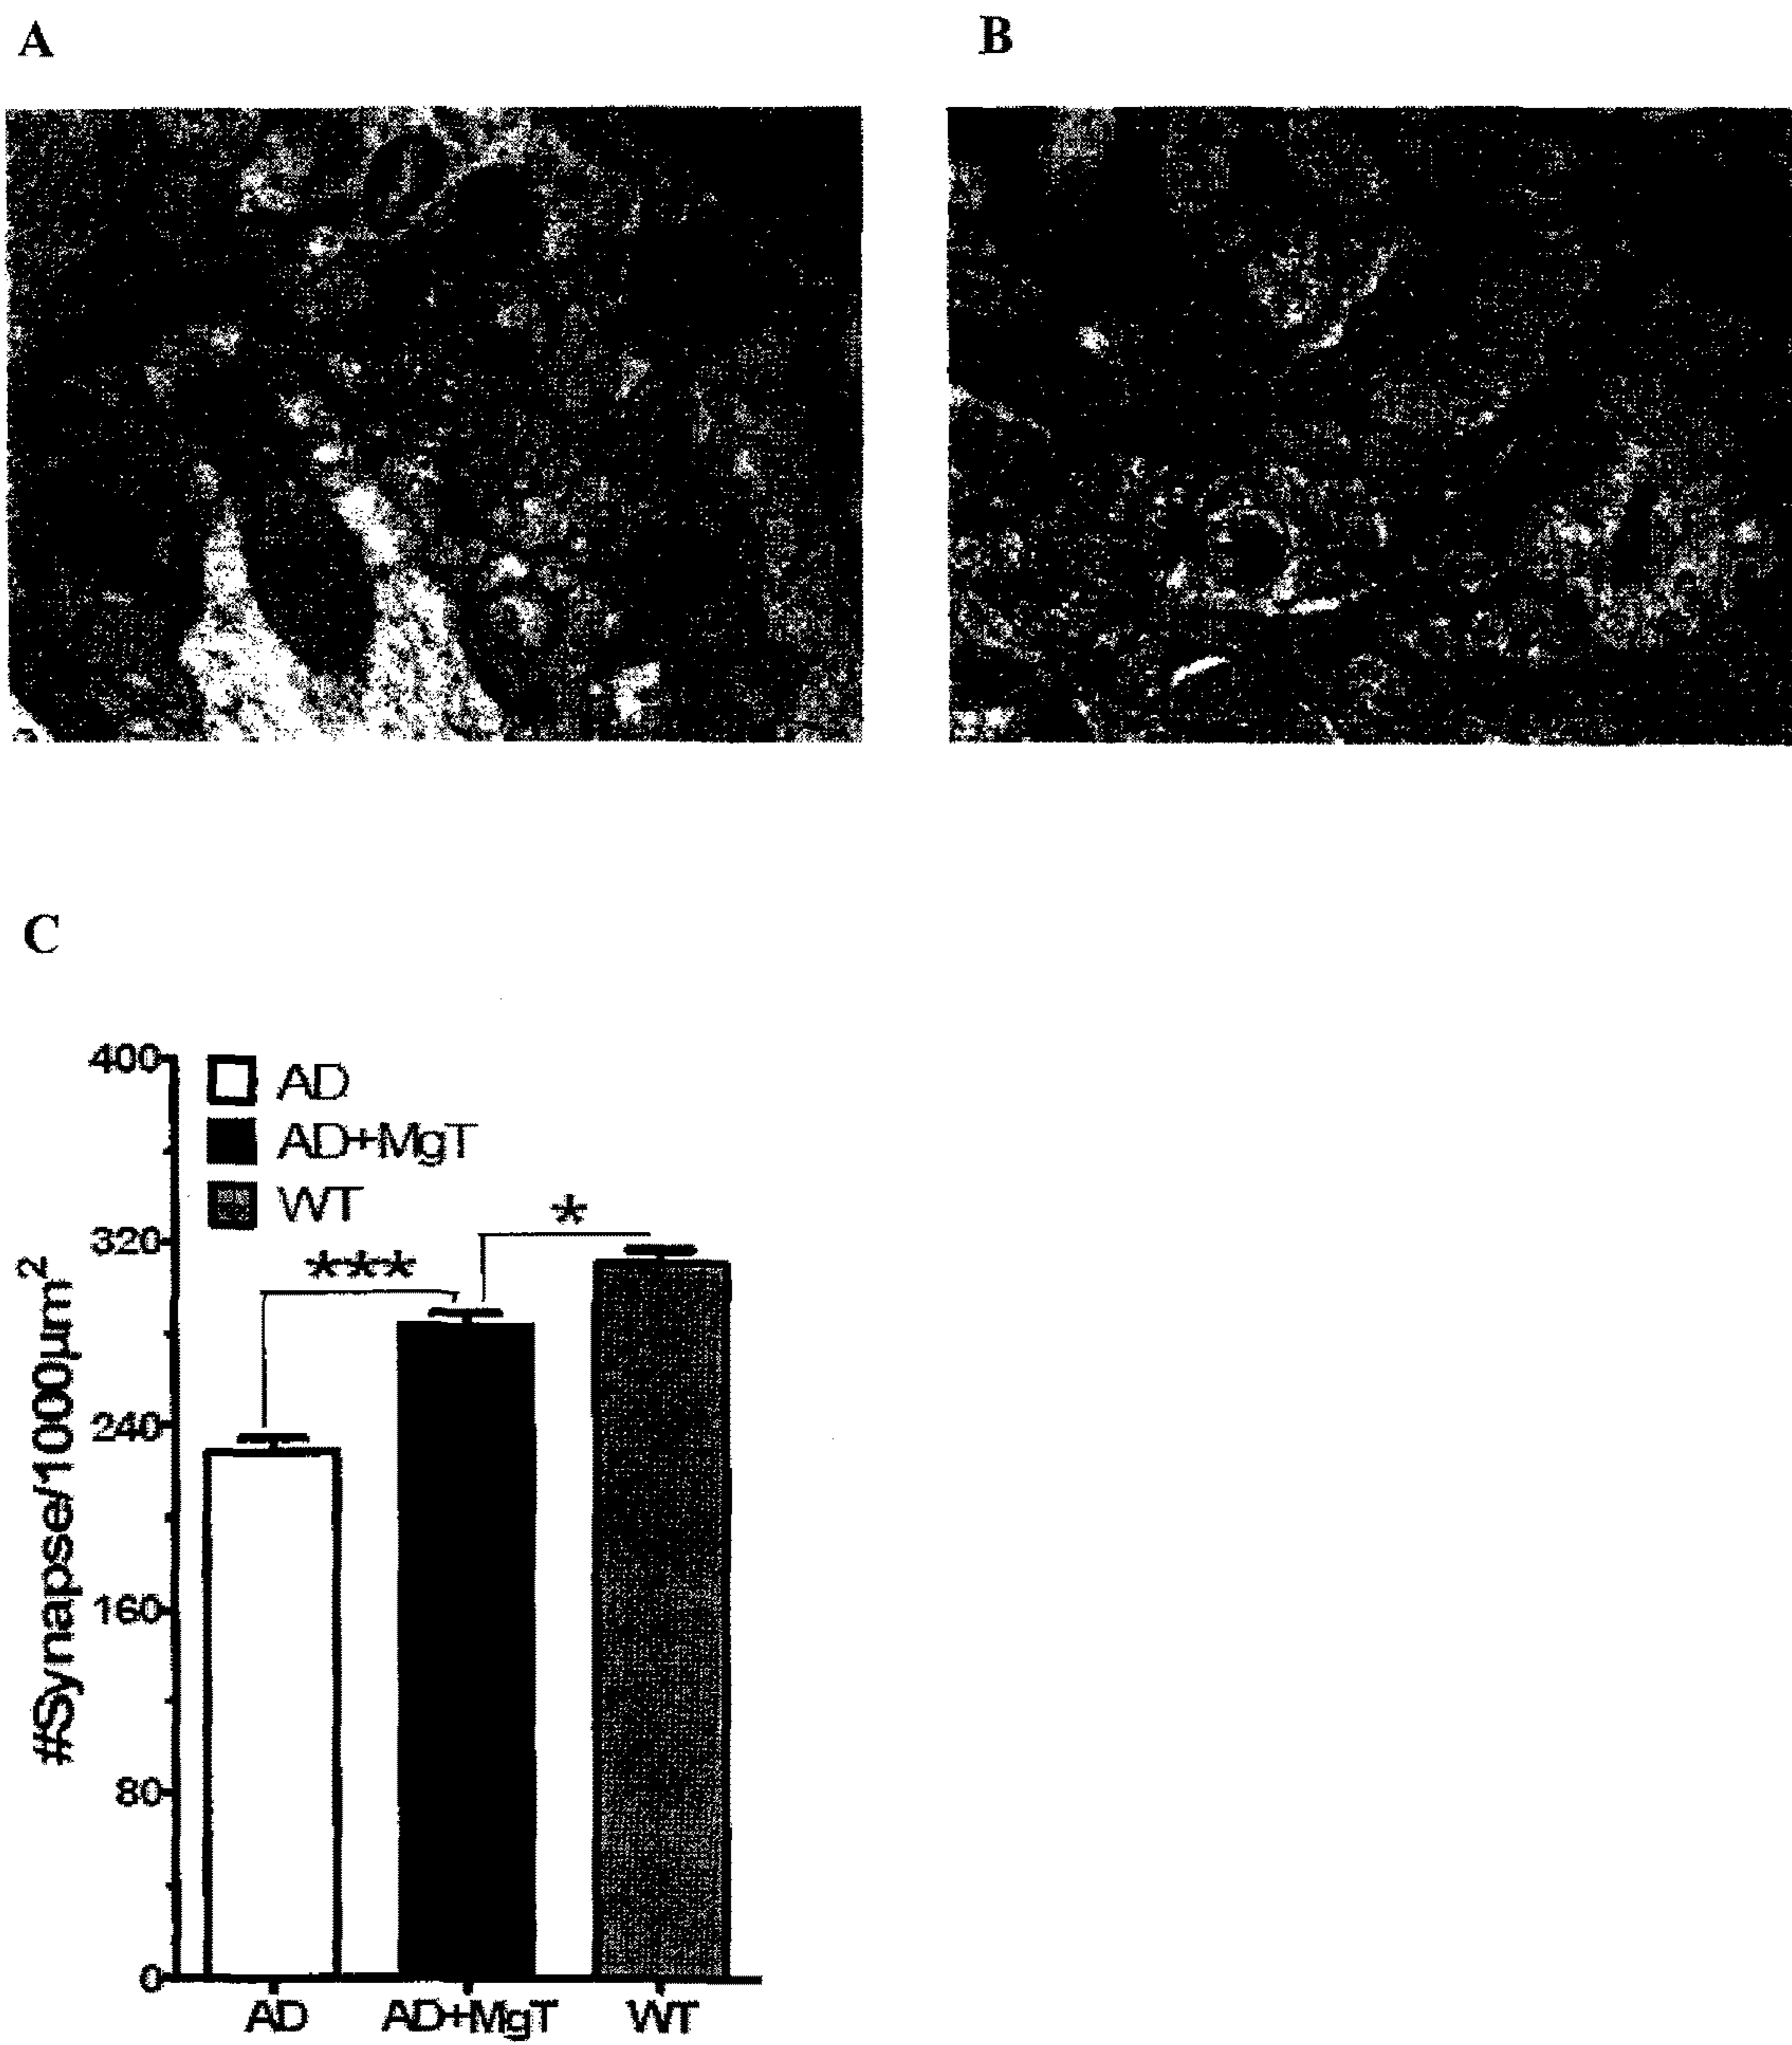 A
B
C
400
320
240
160
80
0
#Synapse/1000µm²
AD
AD+MgT
WT
***
*
AD
AD+MgT
WT